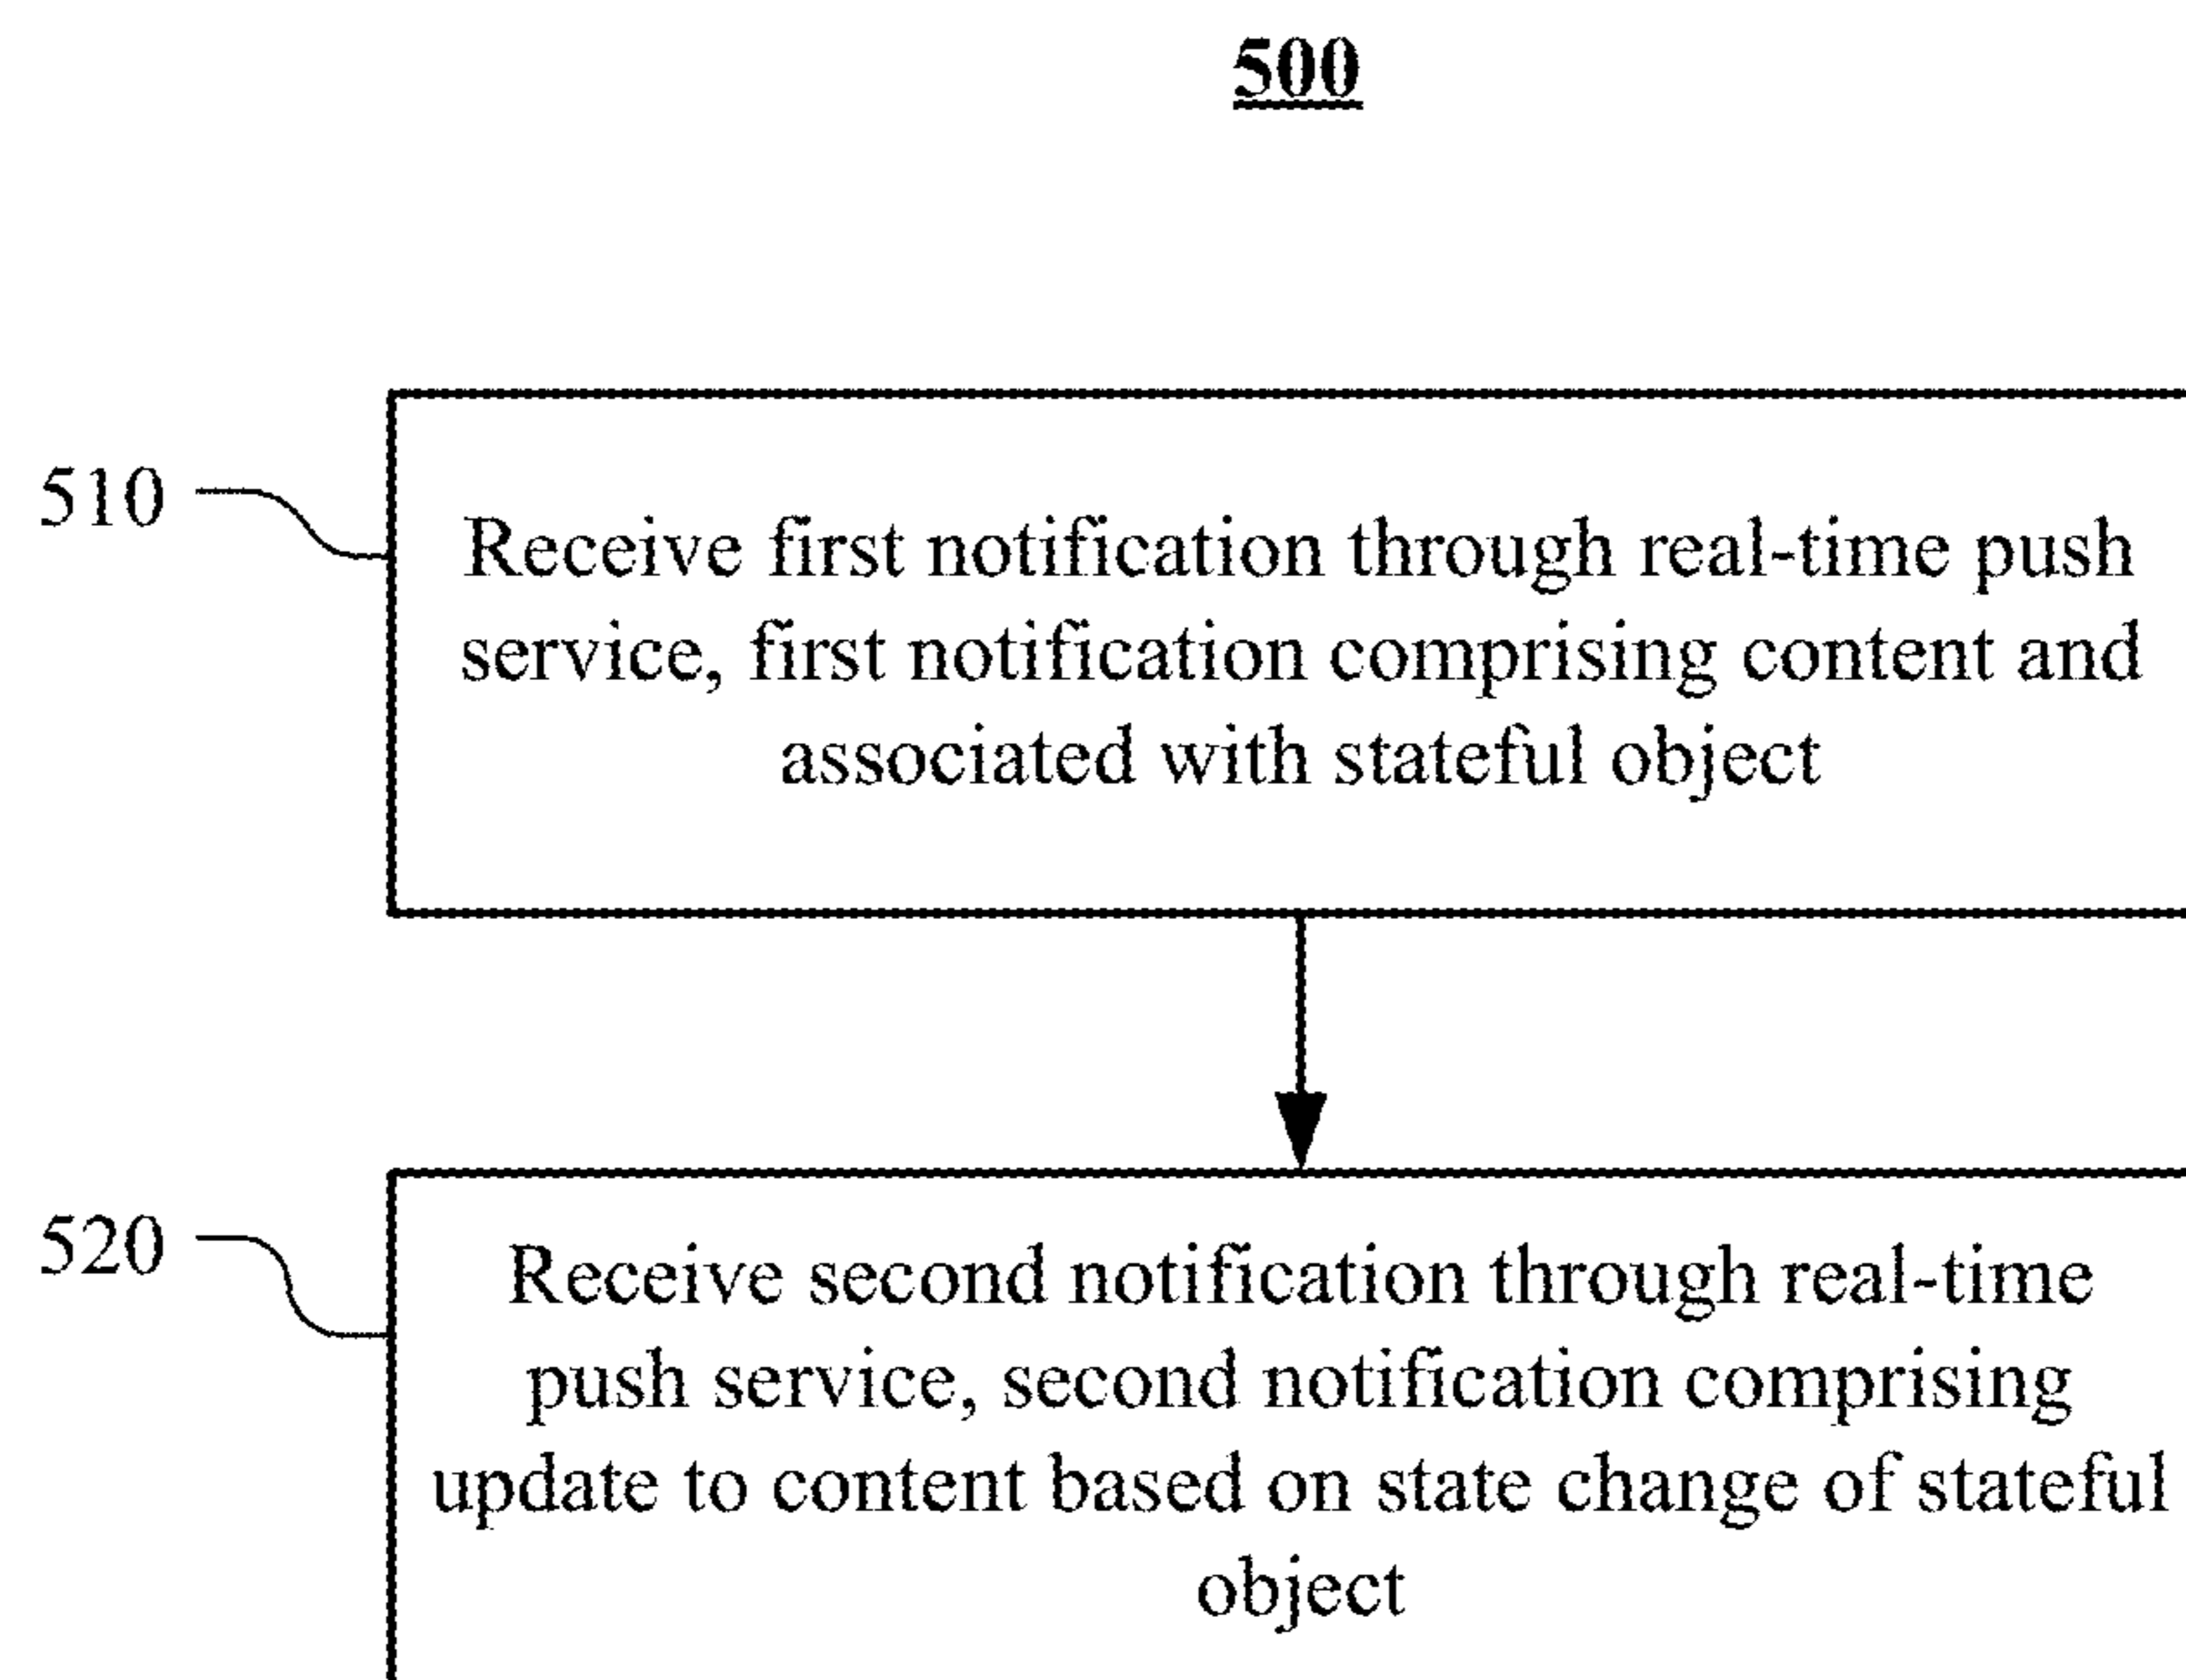 500
510
Receive first notification through real-time push
service, first notification comprising content and
associated with stateful object
520
Receive second notification through real-time
push service, second notification comprising
update to content based on state change of stateful
object